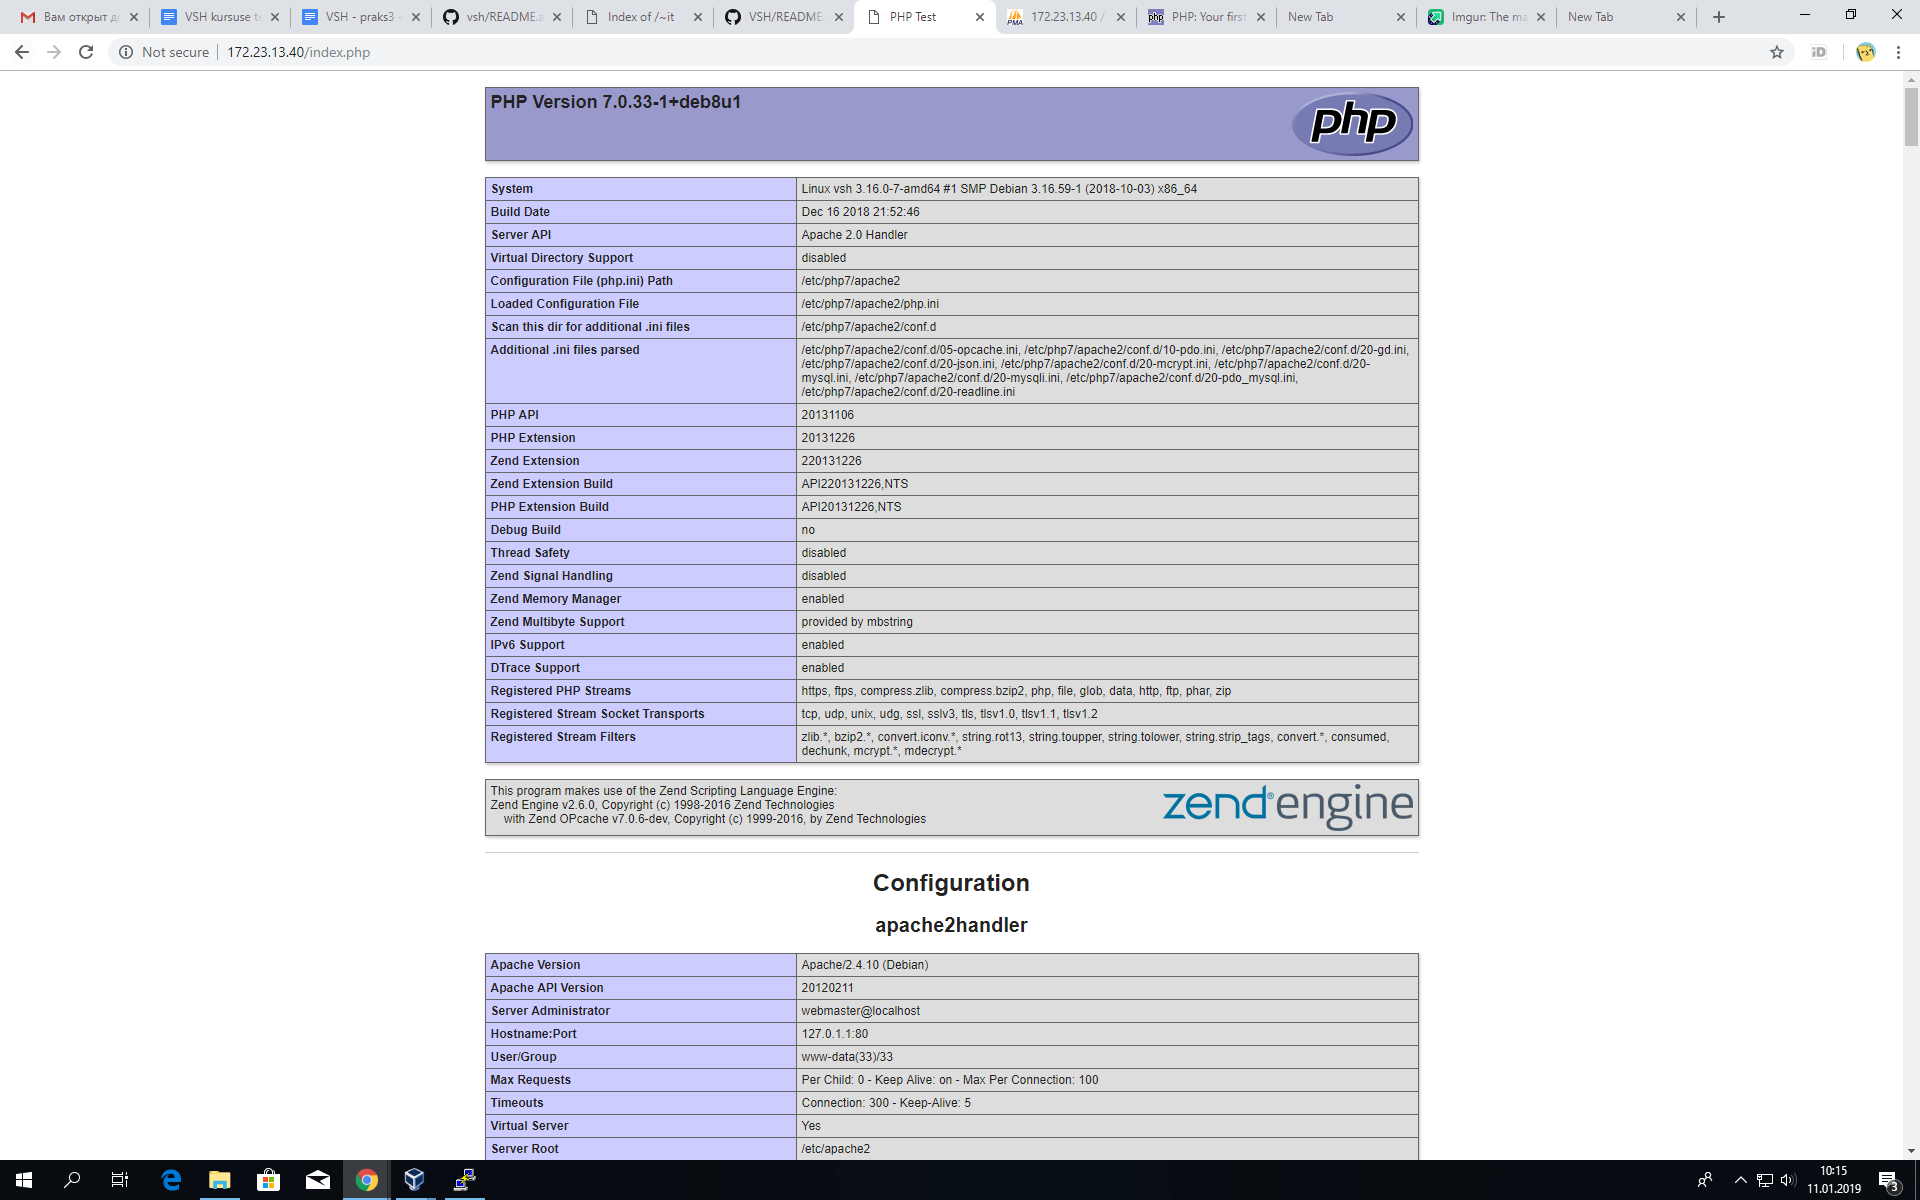 Вам открыт до
VSH kursuse te
VSH - praks3 -
vsh/README.a
Index of /~it
VSH/README.
PHP Test
172.23.13.40 /
PHP: Your first
New Tab
Imgur: The ma
New Tab
Not secure
172.23.13.40/index.php
PHP Version 7.0.33-1+deb8u1
php
System Linux vsh 3.16.0-7-amd64 #1 SMP Debian 3.16.59-1 (2018-10-03) x86_64
Build Date Dec 16 2018 21:52:46
Server API Apache 2.0 Handler
Virtual Directory Support disabled
Configuration File (php.ini) Path /etc/php7/apache2
Loaded Configuration File /etc/php7/apache2/php.ini
Scan this dir for additional .ini files /etc/php7/apache2/conf.d
Additional .ini files parsed /etc/php7/apache2/conf.d/05-opcache.ini, /etc/php7/apache2/conf.d/10-pdo.ini, /etc/php7/apache2/conf.d/20-gd.ini,
/etc/php7/apache2/conf.d/20-json.ini, /etc/php7/apache2/conf.d/20-mcrypt.ini, /etc/php7/apache2/conf.d/20-
mysql.ini, /etc/php7/apache2/conf.d/20-mysqli.ini, /etc/php7/apache2/conf.d/20-pdo_mysql.ini,
/etc/php7/apache2/conf.d/20-readline.ini
PHP API 20131106
PHP Extension 20131226
Zend Extension 220131226
Zend Extension Build API220131226,NTS
PHP Extension Build API20131226,NTS
Debug Build no
Thread Safety disabled
Zend Signal Handling disabled
Zend Memory Manager enabled
Zend Multibyte Support provided by mbstring
IPv6 Support enabled
DTrace Support enabled
Registered PHP Streams https, ftps, compress.zlib, compress.bzip2, php, file, glob, data, http, ftp, phar, zip
Registered Stream Socket Transports tcp, udp, unix, udg, ssl, sslv3, tls, tlsv1.0, tlsv1.1, tlsv1.2
Registered Stream Filters zlib.*, bzip2.*, convert.iconv.*, string.rot13, string.toupper, string.tolower, string.strip_tags, convert.*, consumed,
dechunk, mcrypt.*, mdecrypt.*
This program makes use of the Zend Scripting Language Engine:
Zend Engine v2.6.0, Copyright (c) 1998-2016 Zend Technologies
with Zend OPcache v7.0.6-dev, Copyright (c) 1999-2016, by Zend Technologies
zend® engine
Configuration
apache2handler
Apache Version Apache/2.4.10 (Debian)
Apache API Version 20120211
Server Administrator webmaster@localhost
Hostname:Port 127.0.1.1:80
User/Group www-data(33)/33
Max Requests Per Child: 0 - Keep Alive: on - Max Per Connection: 100
Timeouts Connection: 300 - Keep-Alive: 5
Virtual Server Yes
Server Root /etc/apache2
10:15
11.01.2019
3